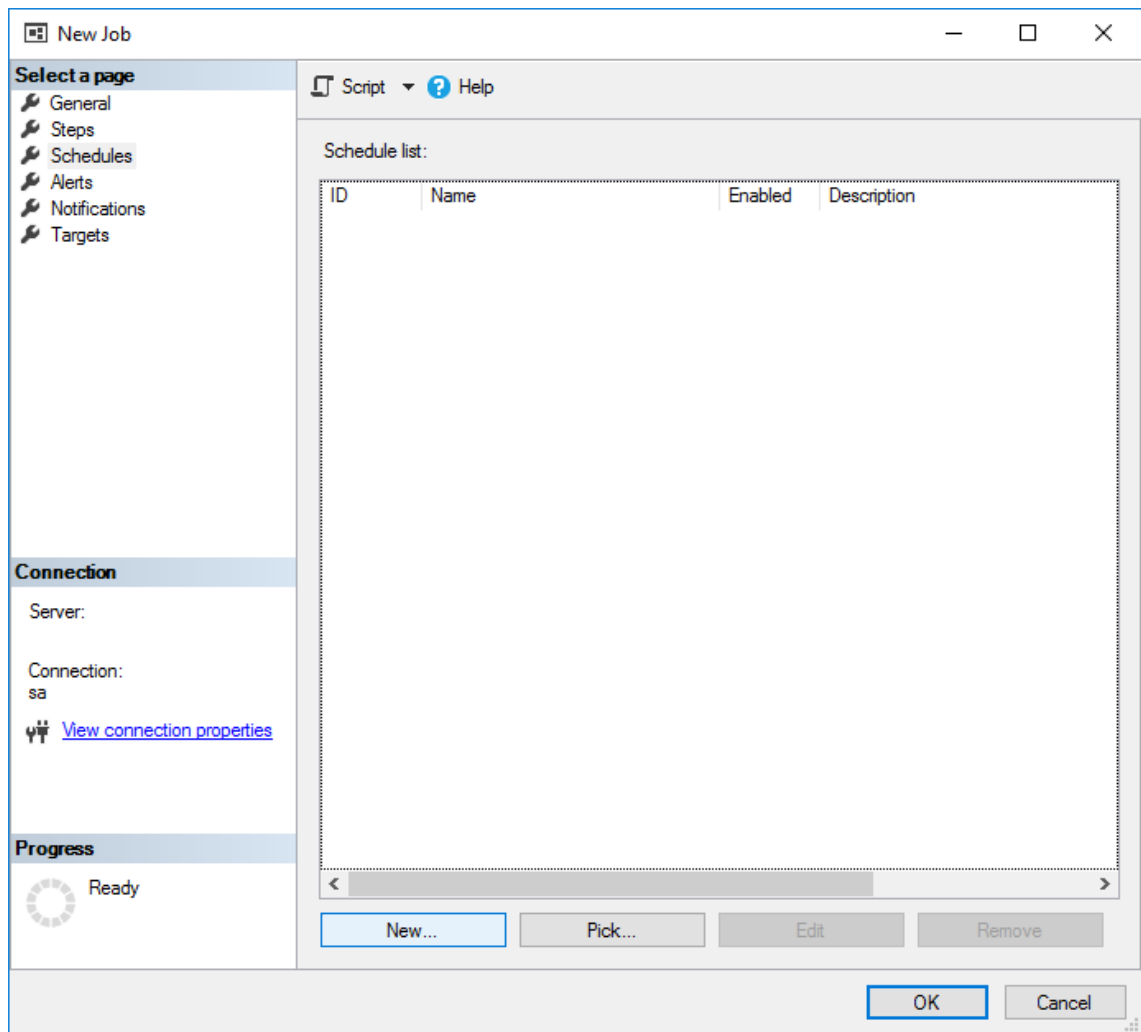 New Job
Select a page
General
Steps
Schedules
Alerts
Notifications
Targets
Script Help
Schedule list:
ID Name Enabled Description
Connection
Server:
Connection:
sa
View connection properties
Progress
Ready
New... Pick... Edit Remove
OK Cancel